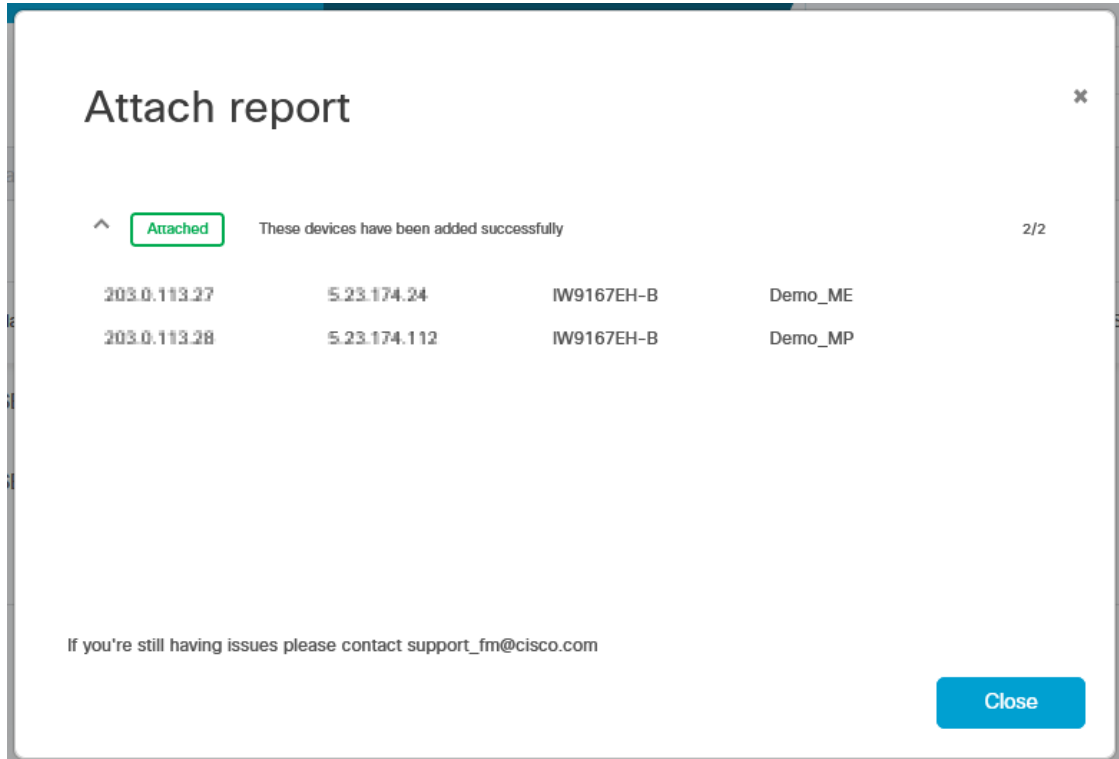 Attach report
Attached These devices have been added successfully 2/2
203.0.113.27 5.23.174.24 IW9167EH-B Demo_ME
203.0.113.28 5.23.174.112 IW9167EH-B Demo_MP
If you're still having issues please contact support_fm@cisco.com
Close